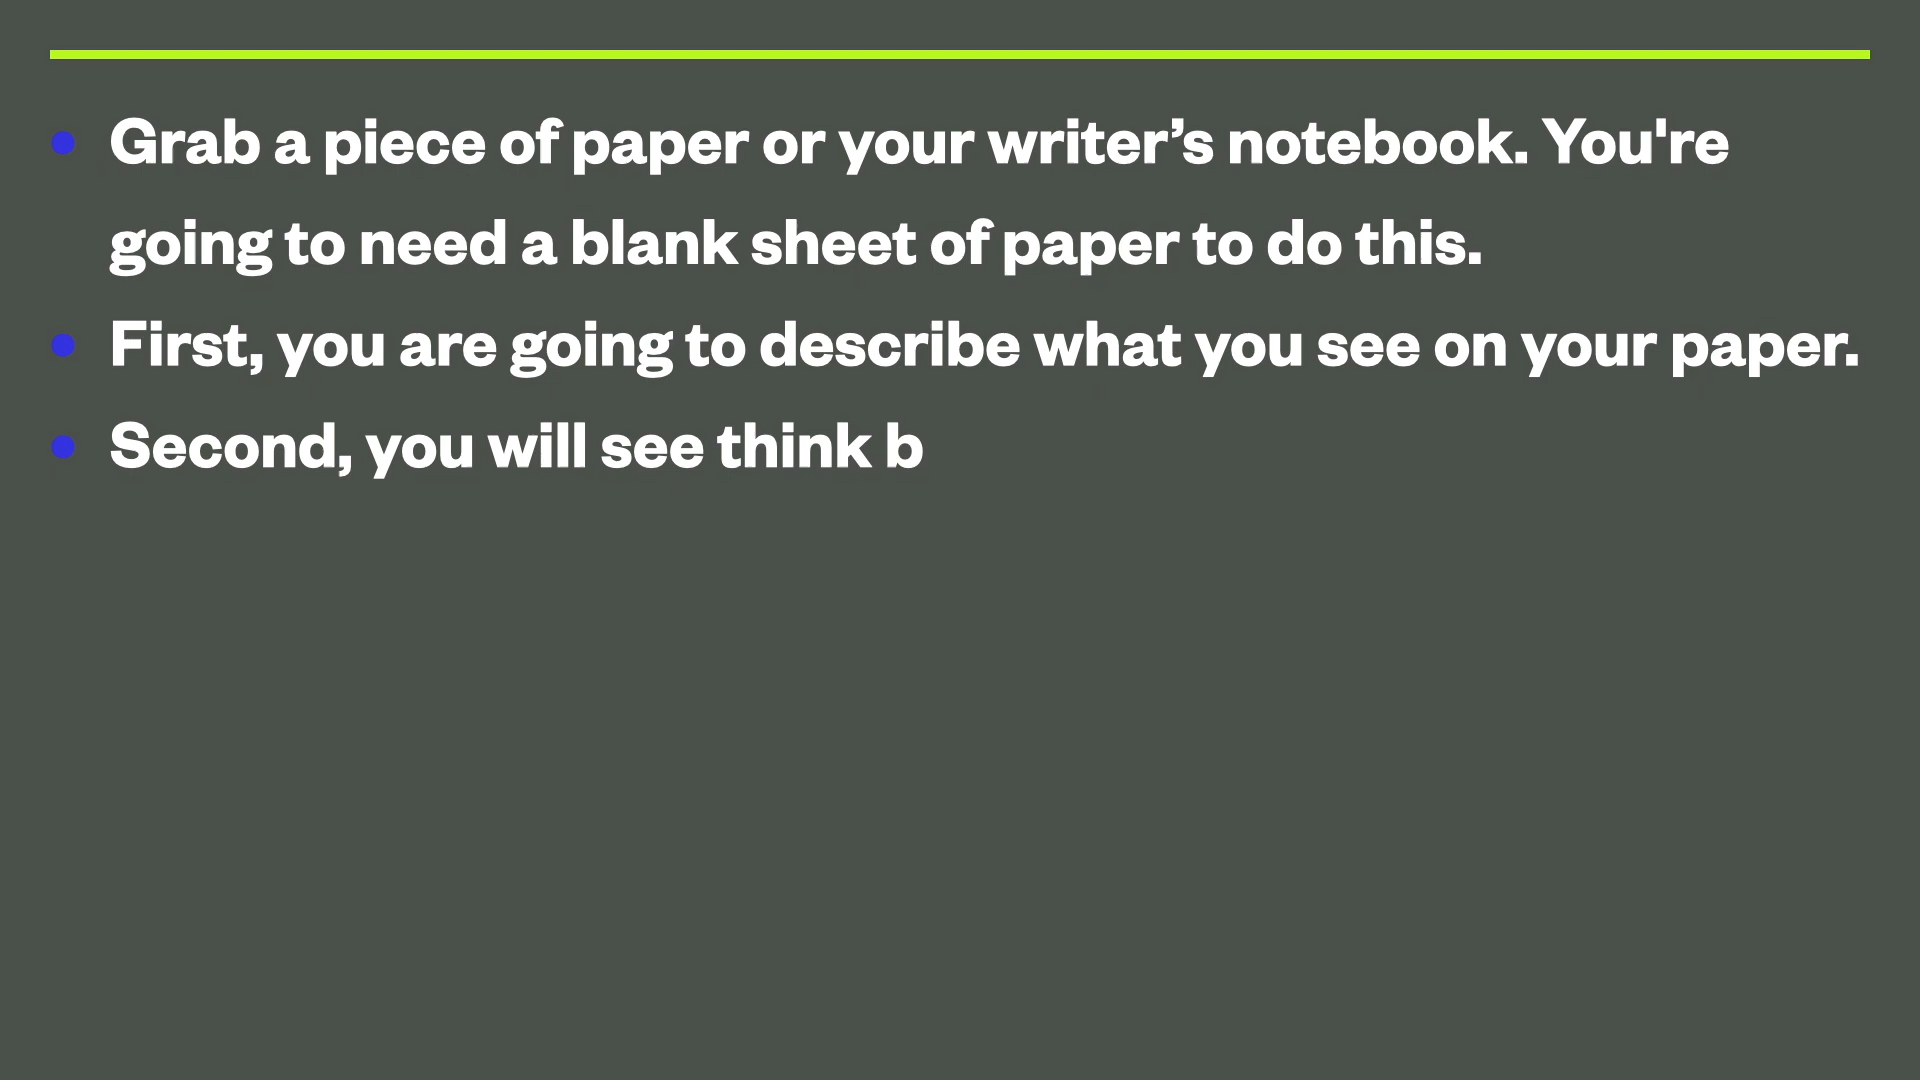 Grab a piece of paper or your writer’s notebook. You're
going to need a blank sheet of paper to do this.
First, you are going to describe what you see on your paper.
Second, you will see think b